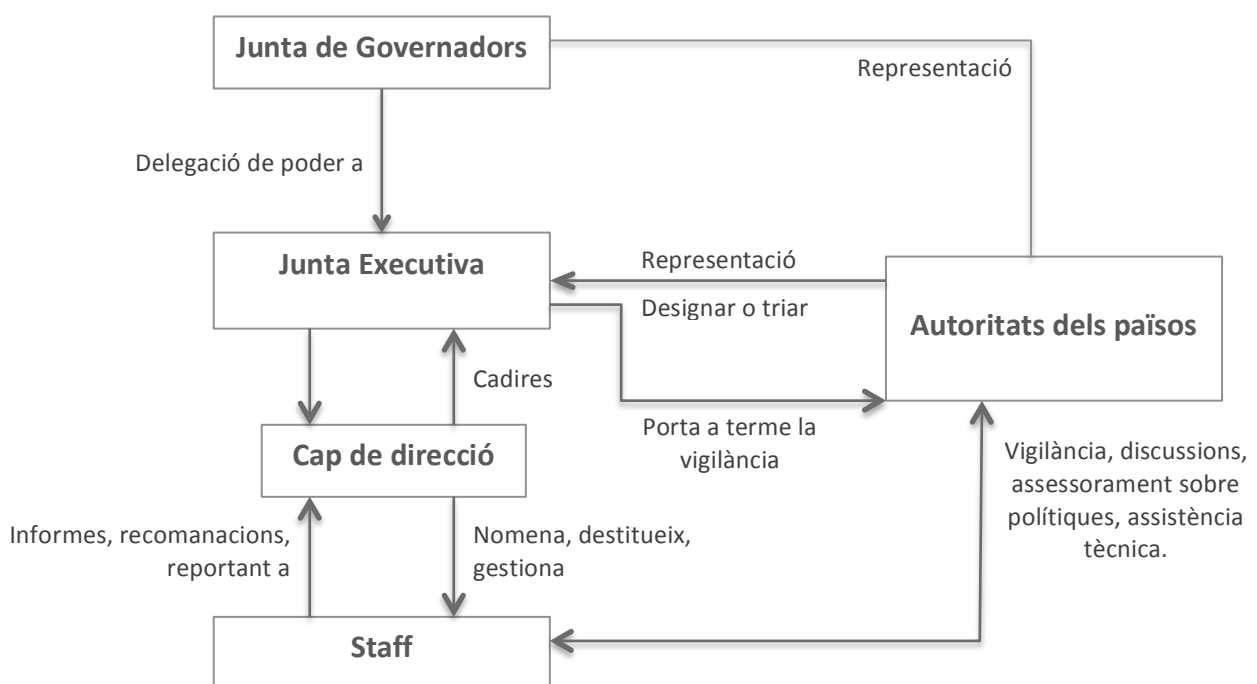 Junta de Governadors
Representació
Delegació de poder a
Junta Executiva
Representació
Designar o triar
Autoritats dels països
Cadires
Cap de direcció
Porta a terme la
vigilància
Vigilància, discussions,
assessorament sobre
polítiques, assistència
tècnica.
Informes, recomanacions,
reportant a
Nomena, destitueix,
gestiona
Staff